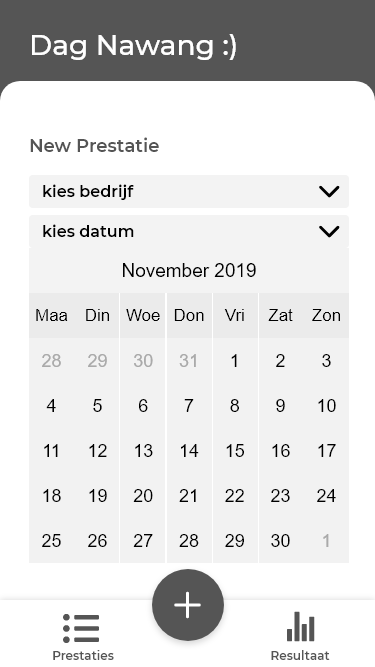 Dag Nawang :)
New Prestatie
kies bedrijf
kies datum
November 2019
Maa Din Woe Don Vri Zat Zon
28 29 30 31 1 2 3
4 5 6 7 8 9 10
11 12 13 14 15 16 17
18 19 20 21 22 23 24
25 26 27 28 29 30 1
Prestaties Resultaat